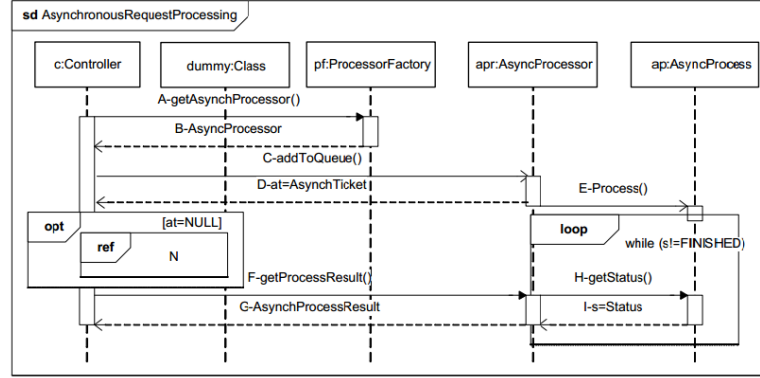 sd AsynchronousRequestProcessing
c:Controller
dummy:Class
pf:ProcessorFactory
apr:AsyncProcessor
ap:AsyncProcess
A-getAsynchProcessor()
B-AsyncProcessor
C-addToQueue()
D-at=AsynchTicket
E-Process()
opt
[at=NULL]
ref
N
loop
while (s!=FINISHED)
F-getProcessResult()
H-getStatus()
G-AsynchProcessResult
I-s=Status